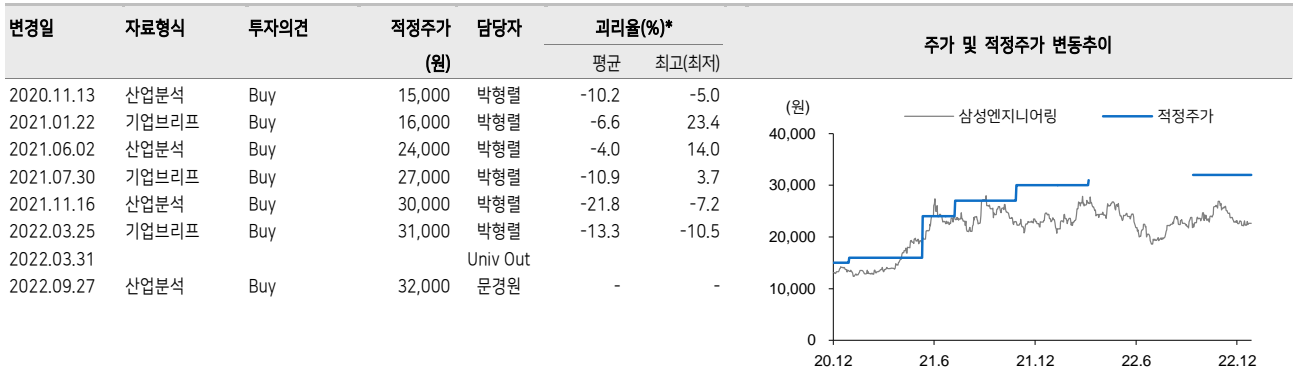 변경일 자료형식 투자의견 적정주가 담당자 괴리율(%)*
(원) 평균 최고(최저)
2020.11.13 산업분석 Buy 15,000 박형렬 -10.2 -5.0
2021.01.22 기업브리프 Buy 16,000 박형렬 -6.6 23.4
2021.06.02 산업분석 Buy 24,000 박형렬 -4.0 14.0
2021.07.30 기업브리프 Buy 27,000 박형렬 -10.9 3.7
2021.11.16 산업분석 Buy 30,000 박형렬 -21.8 -7.2
2022.03.25 기업브리프 Buy 31,000 박형렬 -13.3 -10.5
2022.03.31 Univ Out
2022.09.27 산업분석 Buy 32,000 문경원 - -
주가 및 적정주가 변동추이
(원)
삼성엔지니어링 적정주가
40,000
30,000
20,000
10,000
0
20.12 21.6 21.12 22.6 22.12